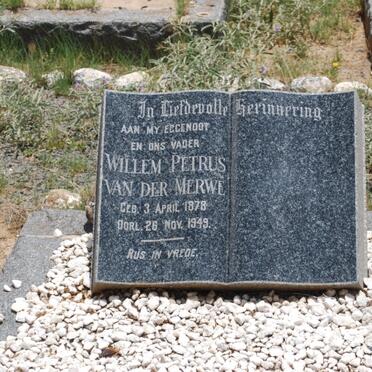 In Liefdevolle Herinnering
AAN MY EGGENOOT
EN ONS VADER
WILLEM PETRUS
VAN DER MERWE
GEB. 3 APRIL 1878
OORL. 26 NOV. 1949.
RUS IN VREDE.